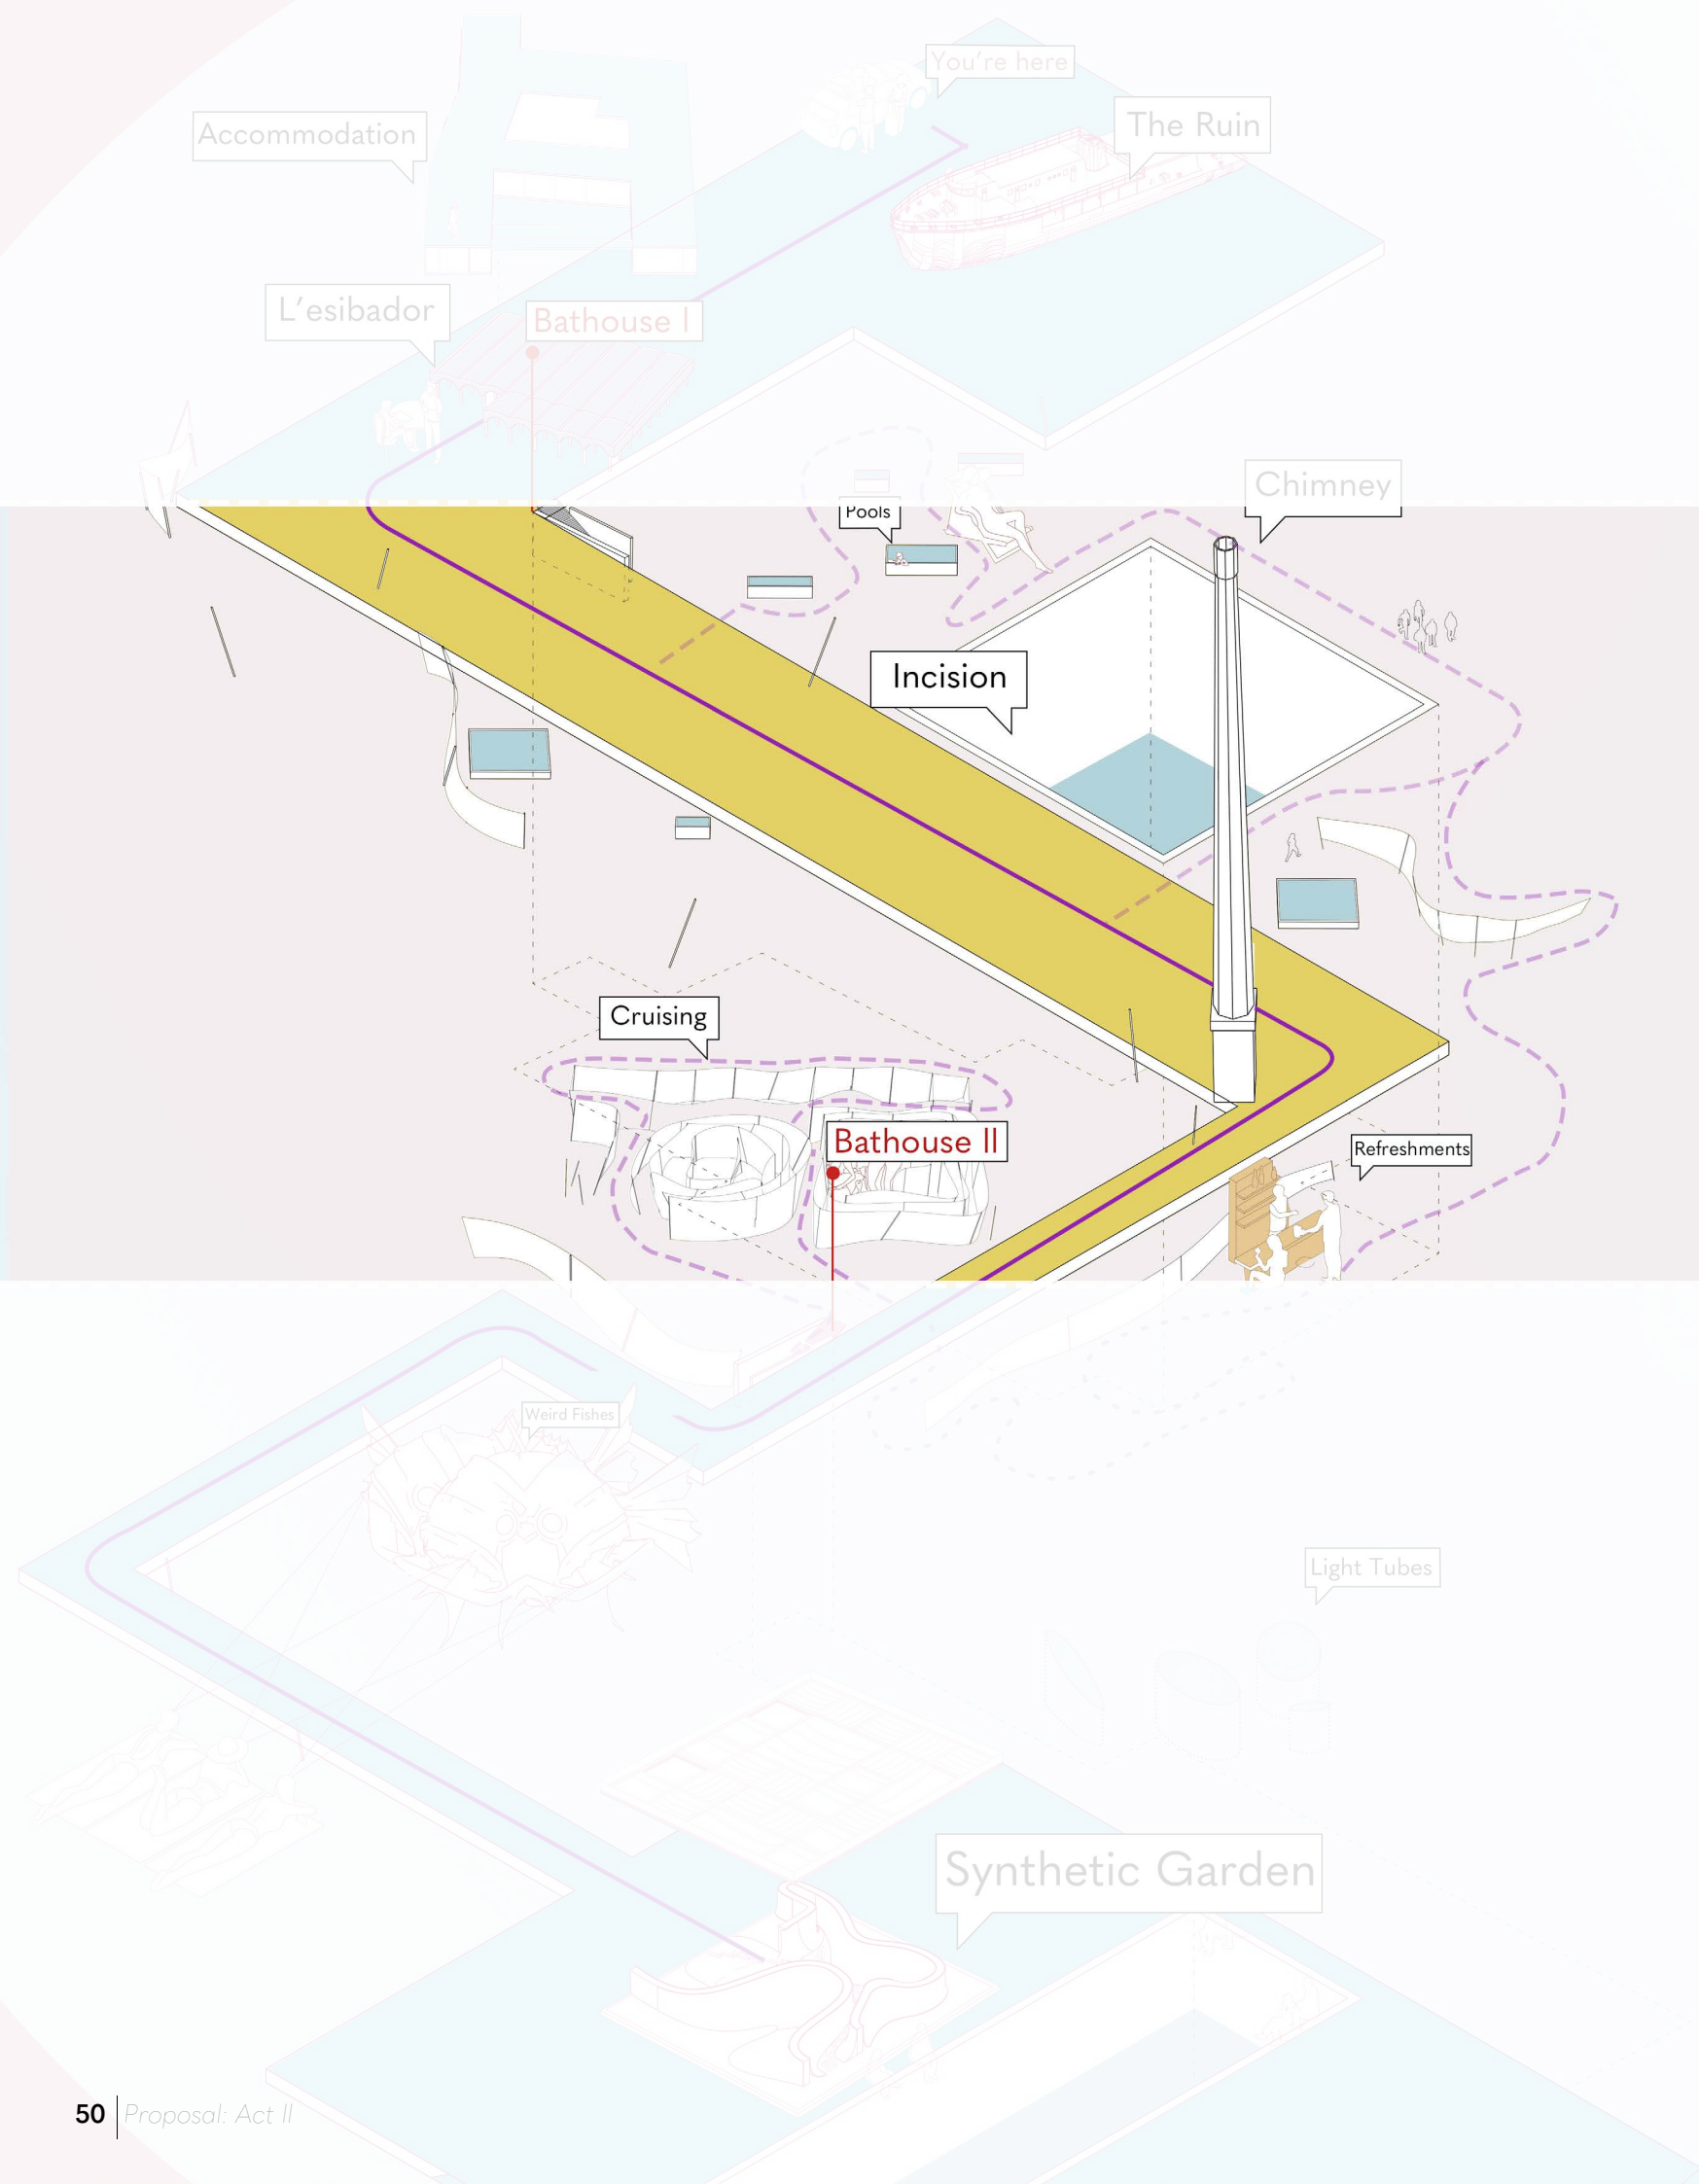 You're here
The Ruin
Accommodation
L'esibador
Bathouse I
Chimney
Pools
Incision
Cruising
Bathouse II
Refreshments
Weird Fishes
Light Tubes
Synthetic Garden
50 Proposal: Act II